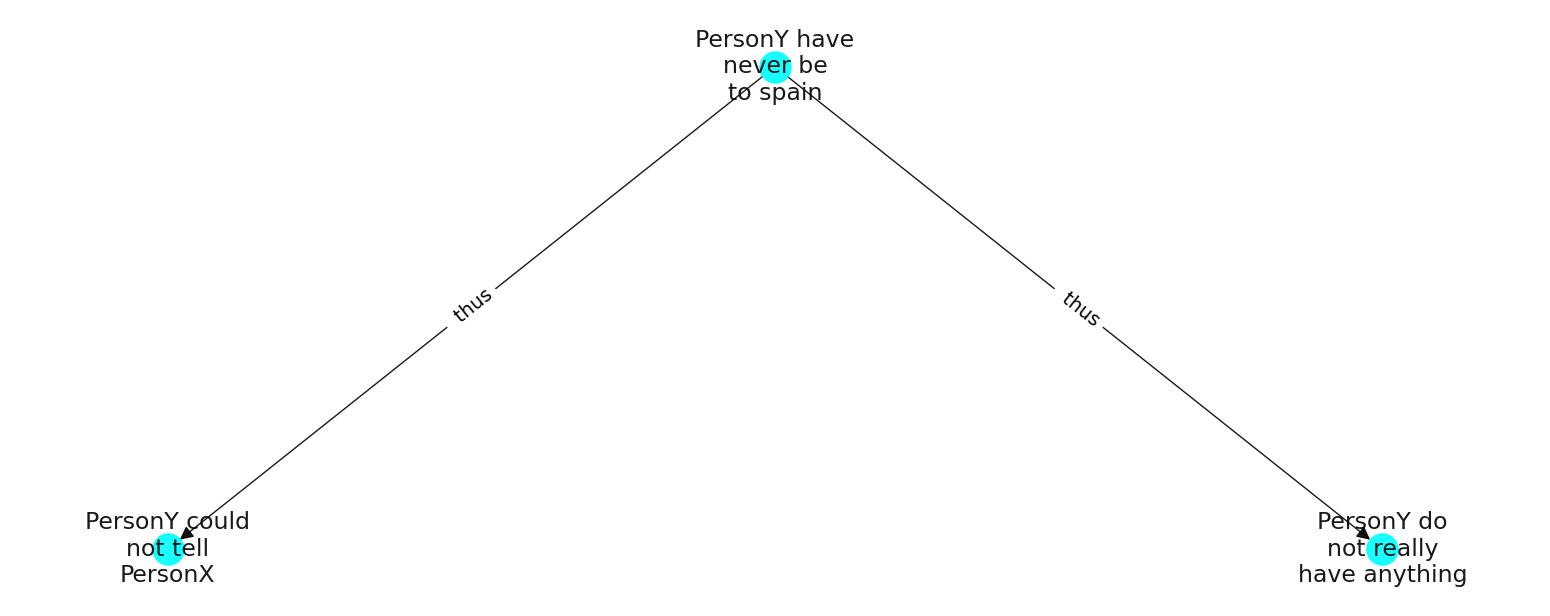 PersonY have
never be
to spain
thus
thus
PersonY could
not tell
PersonX
PersonY do
not really
have anything